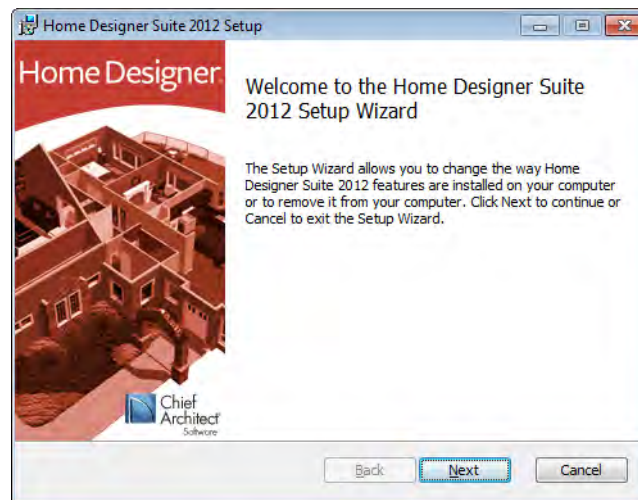 Home Designer Suite 2012 Setup
Home Designer.
Welcome to the Home Designer Suite
2012 Setup Wizard
The Setup Wizard allows you to change the way Home
Designer Suite 2012 features are installed on your computer
or to remove it from your computer. Click Next to continue or
Cancel to exit the Setup Wizard.
Chief
Architect
Software
Back
Next
Cancel